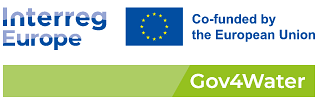 Interreg
Europe
Co-funded by
the European Union
Gov4Water